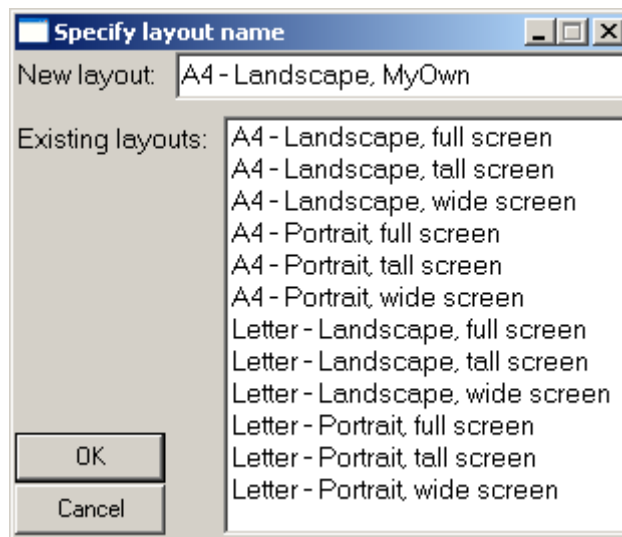 Specify layout name
New layout: A4 - Landscape, MyOwn
Existing layouts:
A4 - Landscape, full screen
A4 - Landscape, tall screen
A4 - Landscape, wide screen
A4 - Portrait, full screen
A4 - Portrait, tall screen
A4 - Portrait, wide screen
Letter - Landscape, full screen
Letter - Landscape, tall screen
Letter - Landscape, wide screen
Letter - Portrait, full screen
Letter - Portrait, tall screen
Letter - Portrait, wide screen
OK
Cancel